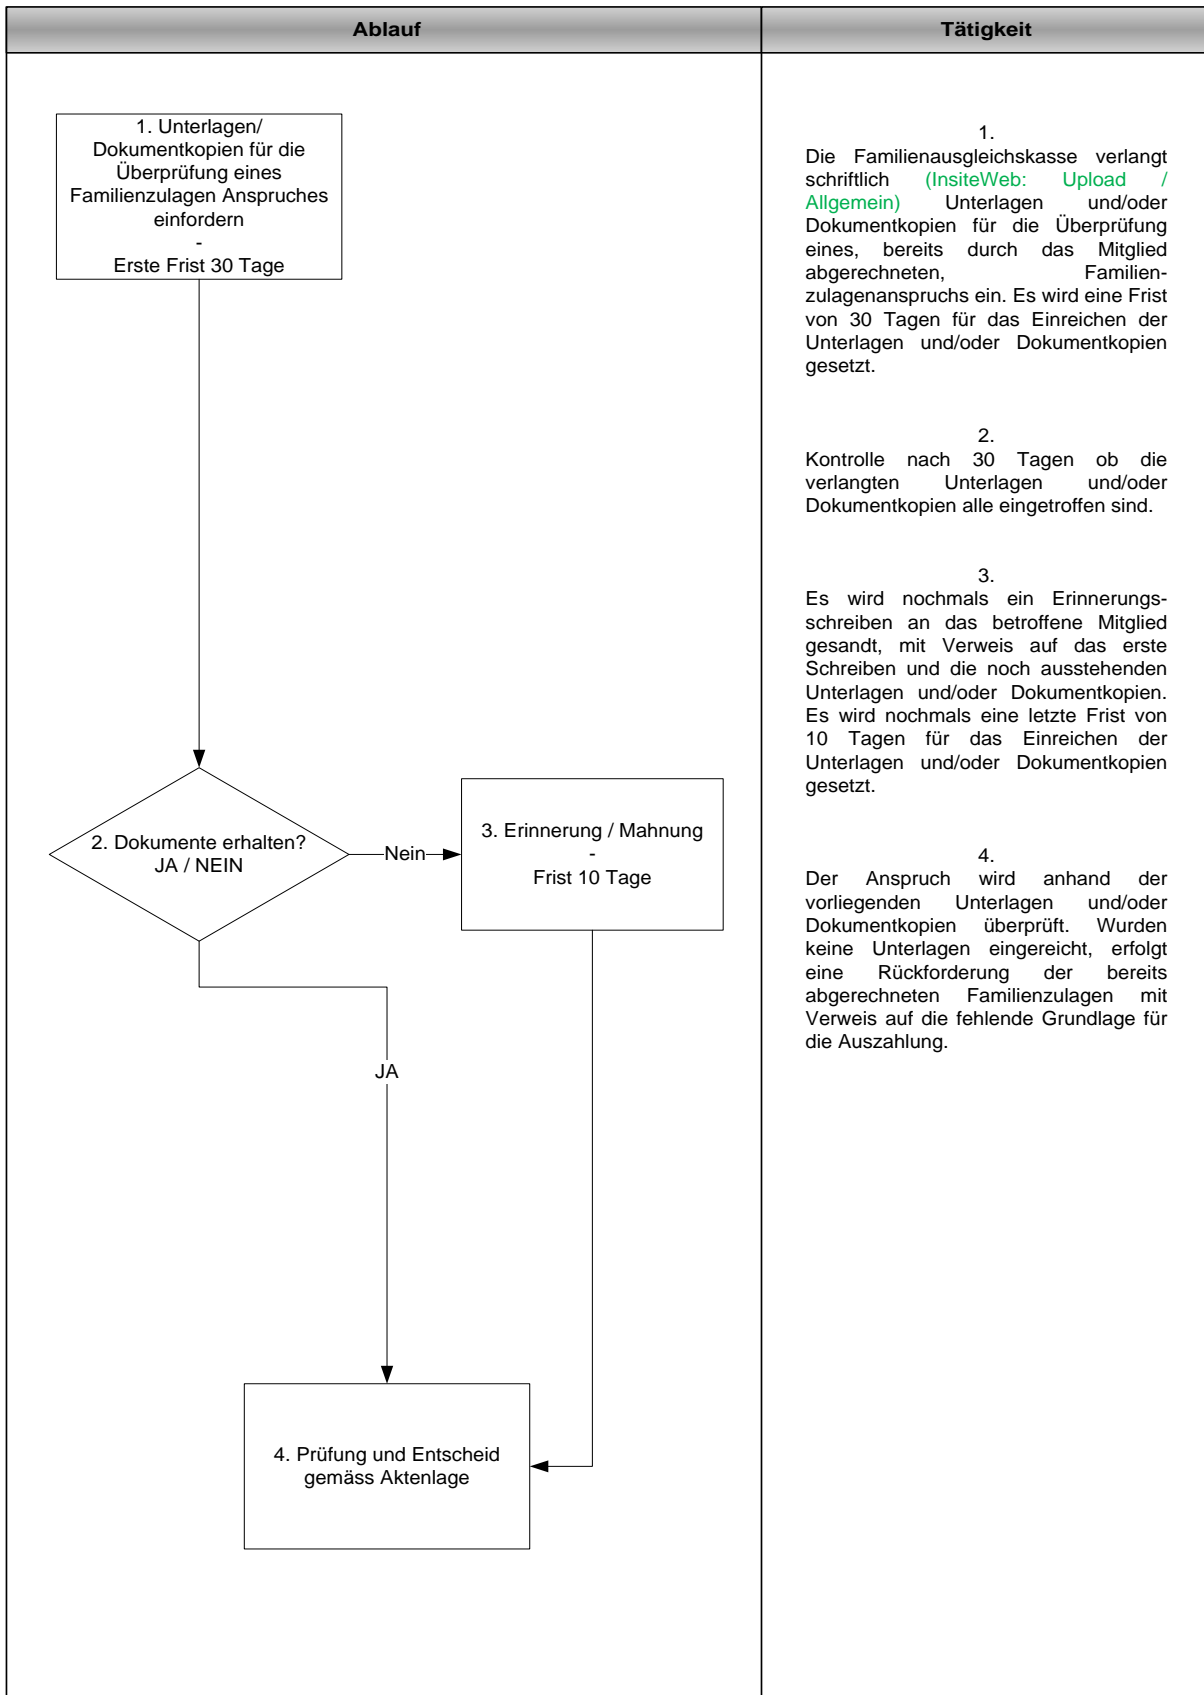 Ablauf
Tätigkeit
1. Unterlagen/
Dokumentkopien für die
Überprüfung eines
Familienzulagen Anspruches
einfordern
-
Erste Frist 30 Tage
2. Dokumente erhalten?
JA / NEIN
Nein
3. Erinnerung / Mahnung
-
Frist 10 Tage
JA
4. Prüfung und Entscheid
gemäss Aktenlage
1.
Die Familienausgleichskasse verlangt
schriftlich (InsiteWeb: Upload /
Allgemein) Unterlagen und/oder
Dokumentkopien für die Überprüfung
eines, bereits durch das Mitglied
abgerechneten, Familien-
zulagenanspruchs ein. Es wird eine Frist
von 30 Tagen für das Einreichen der
Unterlagen und/oder Dokumentkopien
gesetzt.
2.
Kontrolle nach 30 Tagen ob die
verlangten Unterlagen und/oder
Dokumentkopien alle eingetroffen sind.
3.
Es wird nochmals ein Erinnerungs-
schreiben an das betroffene Mitglied
gesandt, mit Verweis auf das erste
Schreiben und die noch ausstehenden
Unterlagen und/oder Dokumentkopien.
Es wird nochmals eine letzte Frist von
10 Tagen für das Einreichen der
Unterlagen und/oder Dokumentkopien
gesetzt.
4.
Der Anspruch wird anhand der
vorliegenden Unterlagen und/oder
Dokumentkopien überprüft. Wurden
keine Unterlagen eingereicht, erfolgt
eine Rückforderung der bereits
abgerechneten Familienzulagen mit
Verweis auf die fehlende Grundlage für
die Auszahlung.